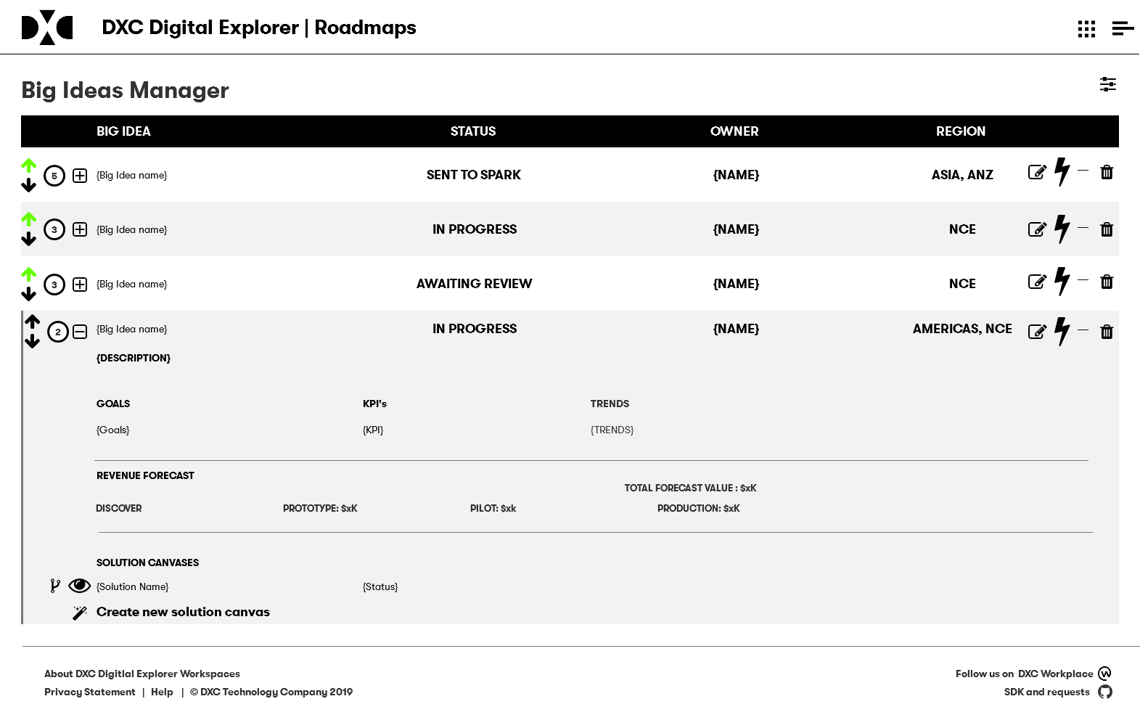 DXC Digital Explorer | Roadmaps
Big Ideas Manager
BIG IDEA STATUS OWNER REGION
5 {Big Idea name} SENT TO SPARK {NAME} ASIA, ANZ
3 {Big Idea name} IN PROGRESS {NAME} NCE
3 {Big Idea name} AWAITING REVIEW {NAME} NCE
2 {Big Idea name} IN PROGRESS {NAME} AMERICAS, NCE
{DESCRIPTION}
GOALS KPI's TRENDS
{Goals} {KPI} {TRENDS}
REVENUE FORECAST
TOTAL FORECAST VALUE : $xK
DISCOVER PROTOTYPE: $xK PILOT: $xk PRODUCTION: $xK
SOLUTION CANVASES
{Solution Name} {Status}
Create new solution canvas
About DXC Digitial Explorer Workspaces Follow us on DXC Workplace
Privacy Statement | Help | © DXC Technology Company 2019 SDK and requests